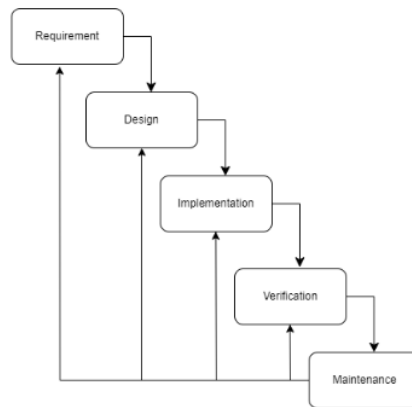 Requirement
Design
Implementation
Verification
Maintenance